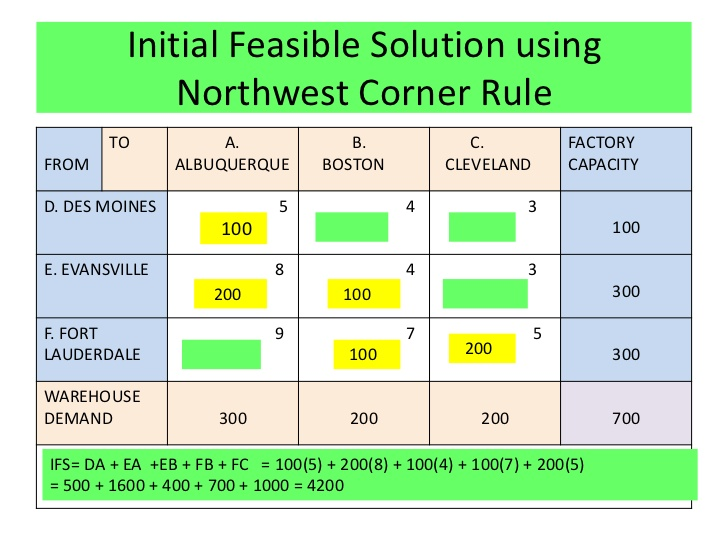 Initial Feasible Solution using
Northwest Corner Rule
TO
FROM
A.
ALBUQUERQUE
B.
BOSTON
C.
CLEVELAND
FACTORY
CAPACITY
D. DES MOINES
5
100
4
3
100
E. EVANSVILLE
8
200
4
100
3
300
F. FORT
LAUDERDALE
9
7
100
5
200
300
WAREHOUSE
DEMAND
300
200
200
700
IFS= DA + EA +EB + FB + FC = 100(5) + 200(8) + 100(4) + 100(7) + 200(5)
= 500 + 1600 + 400 + 700 + 1000 = 4200